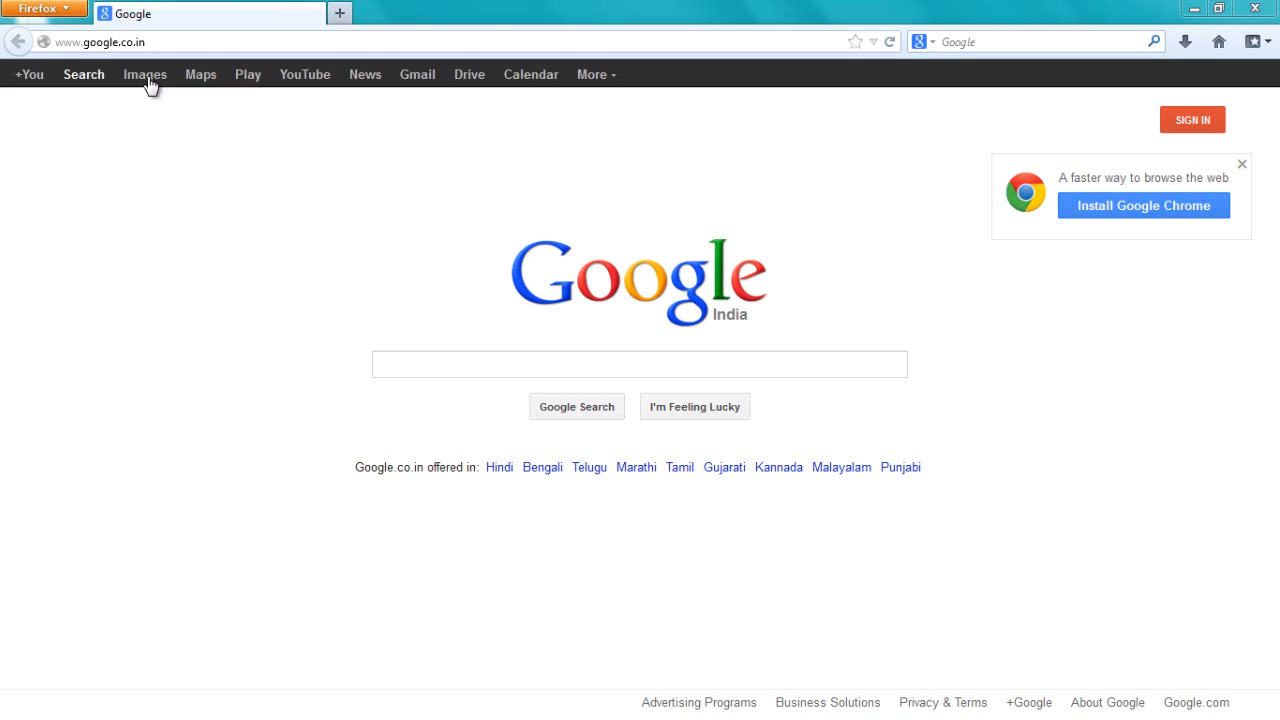 Firefox
Google
www.google.co.in
Google
+You Search Images Maps Play YouTube News Gmail Drive Calendar More
SIGN IN
A faster way to browse the web
Install Google Chrome
Google
India
Google Search I'm Feeling Lucky
Google.co.in offered in: Hindi Bengali Telugu Marathi Tamil Gujarati Kannada Malayalam Punjabi
Advertising Programs Business Solutions Privacy & Terms +Google About Google Google.com